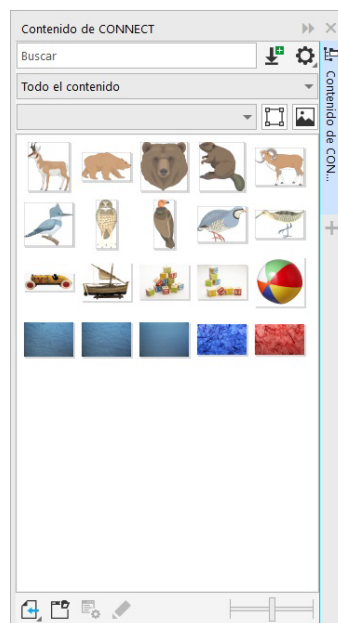 Contenido de CONNECT
Buscar
Todo el contenido
Contenido de CON...